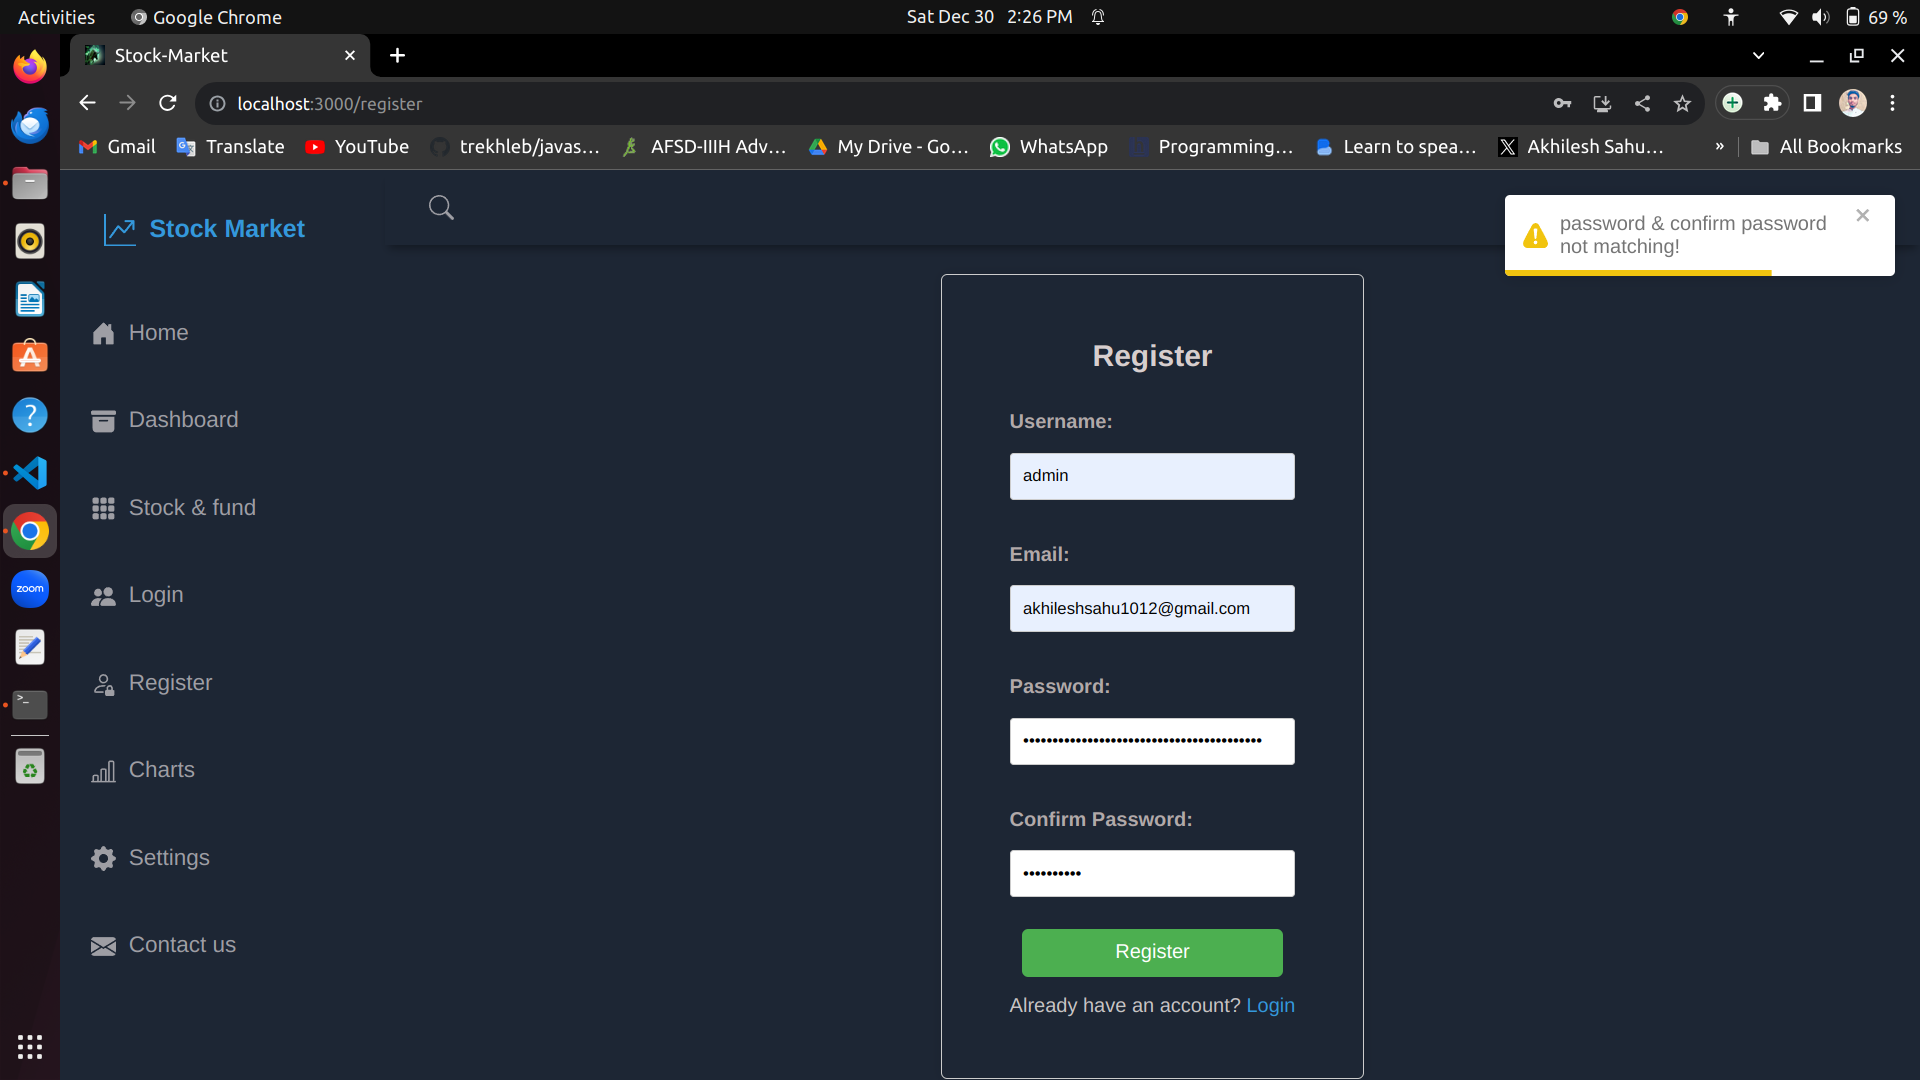 Activities Google Chrome Sat Dec 30 2:26 PM 69 %
Stock-Market
localhost:3000/register
Gmail Translate YouTube trekhleb/javas... AFSD-IIIH Adv... My Drive - Go... WhatsApp Programming... Learn to spea... Akhilesh Sahu... » All Bookmarks
Stock Market
password & confirm password
not matching!
Home
Dashboard
Stock & fund
Login
Register
Charts
Settings
Contact us
Register
Username:
admin
Email:
akhileshsahu1012@gmail.com
Password:
Confirm Password:
Register
Already have an account? Login
zoom